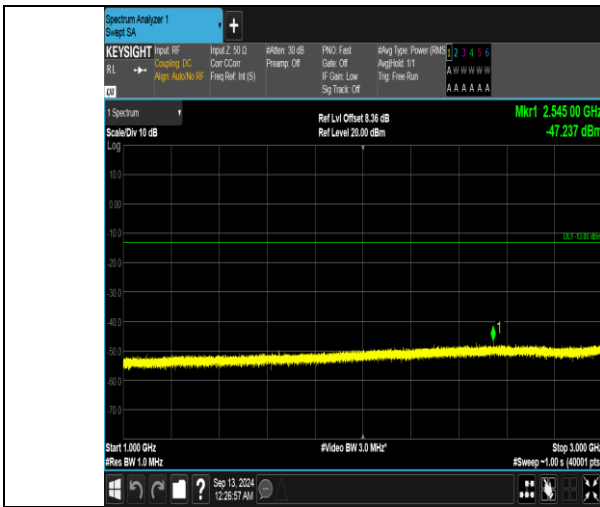 Spectrum Analyzer 1
Swept SA
+
KEYSIGHT
RL
LXI
Input: RF
Coupling: DC
Align: Auto/No RF
Input Z: 50 Ω
Corr CCorr
Freq Ref: Int (S)
#Atten: 30 dB
Preamp: Off
PNO: Fast
Gate: Off
IF Gain: Low
Sig Track: Off
#Avg Type: Power (RMS
Avg|Hold: 1/1
Trig: Free Run
1 2 3 4 5 6
A W W W W W
A A A A A A
1 Spectrum
Scale/Div 10 dB
Ref Lvl Offset 8.36 dB
Ref Level 20.00 dBm
Mkr1 2.545 00 GHz
-47.237 dBm
Log
10.0
0.00
-10.0
-20.0
-30.0
-40.0
-50.0
-60.0
-70.0
DL1 -13.00 dBm
1
Start 1.000 GHz
#Res BW 1.0 MHz
#Video BW 3.0 MHz*
Stop 3.000 GHz
#Sweep ~1.00 s (40001 pts)
?
Sep 13, 2024
12:26:57 AM